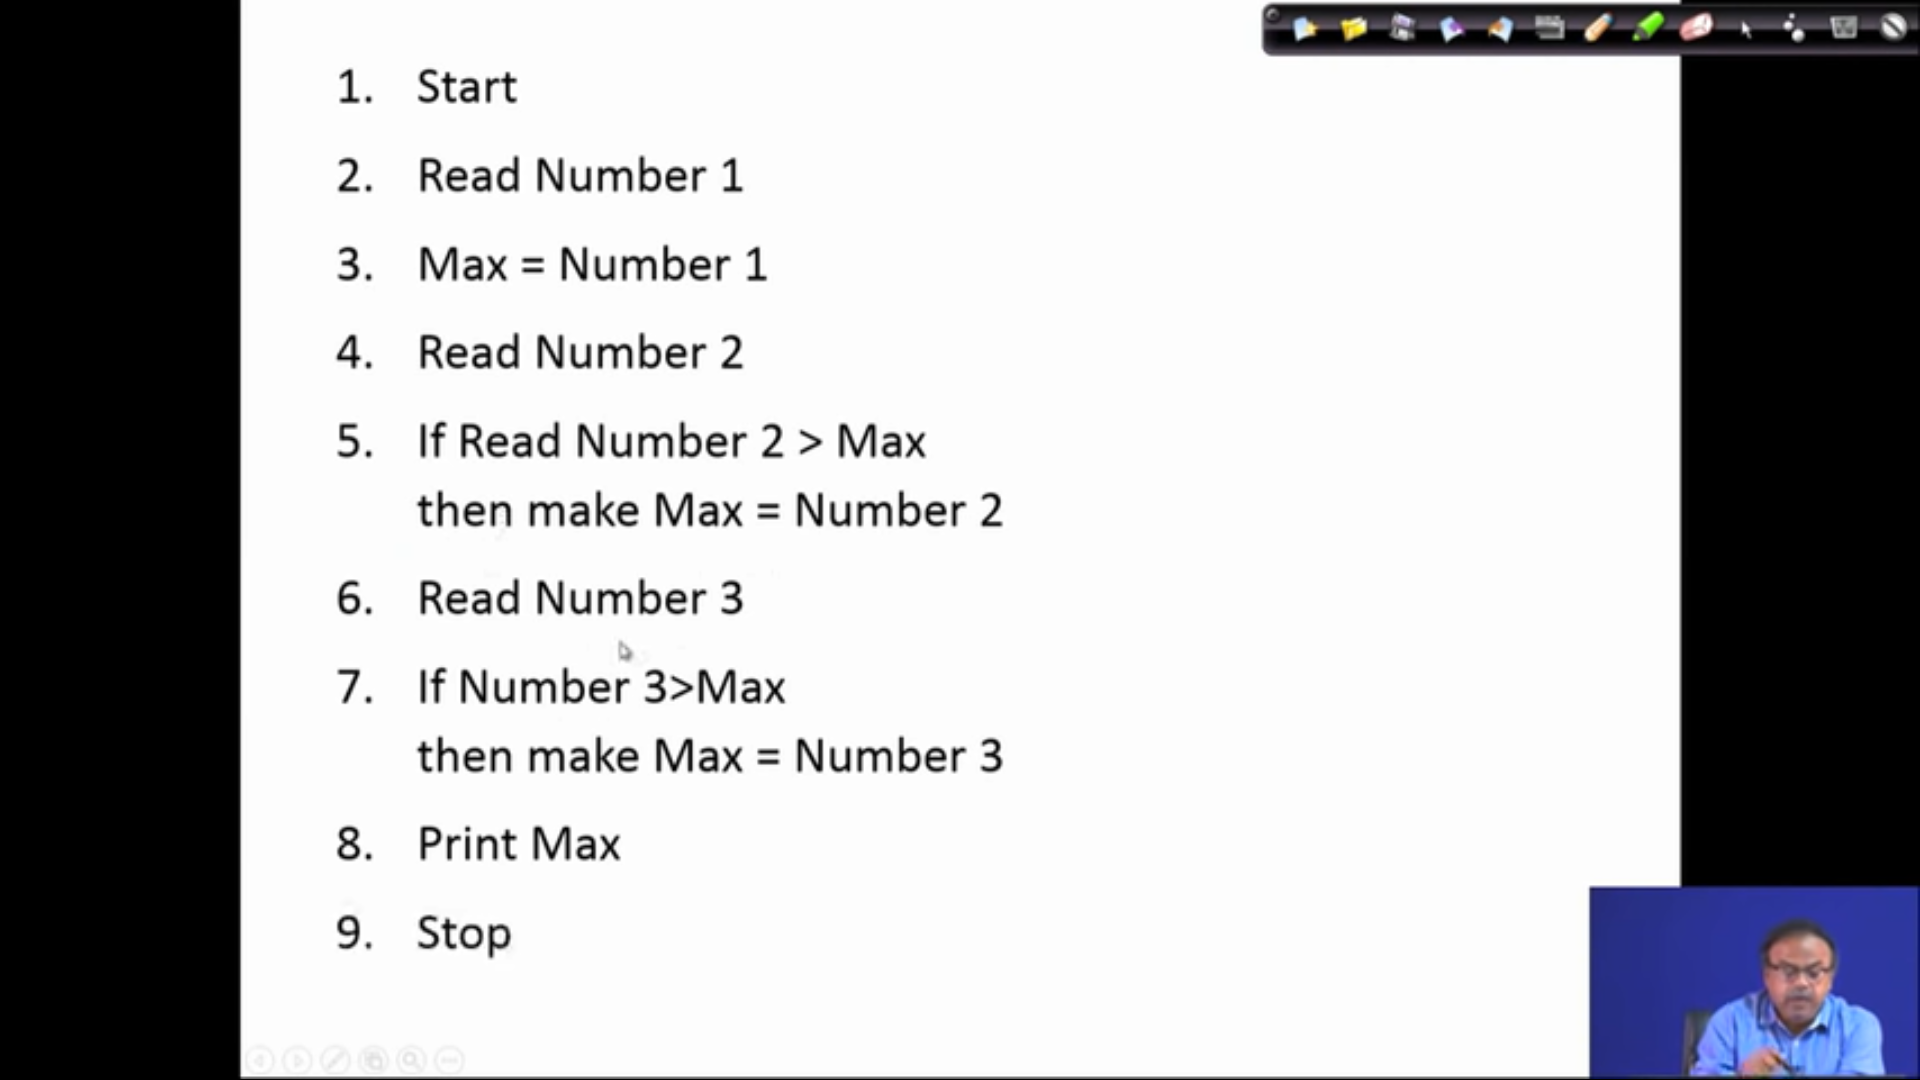 1. Start
2. Read Number 1
3. Max = Number 1
4. Read Number 2
5. If Read Number 2 > Max
then make Max = Number 2
6. Read Number 3
7. If Number 3>Max
then make Max = Number 3
8. Print Max
9. Stop